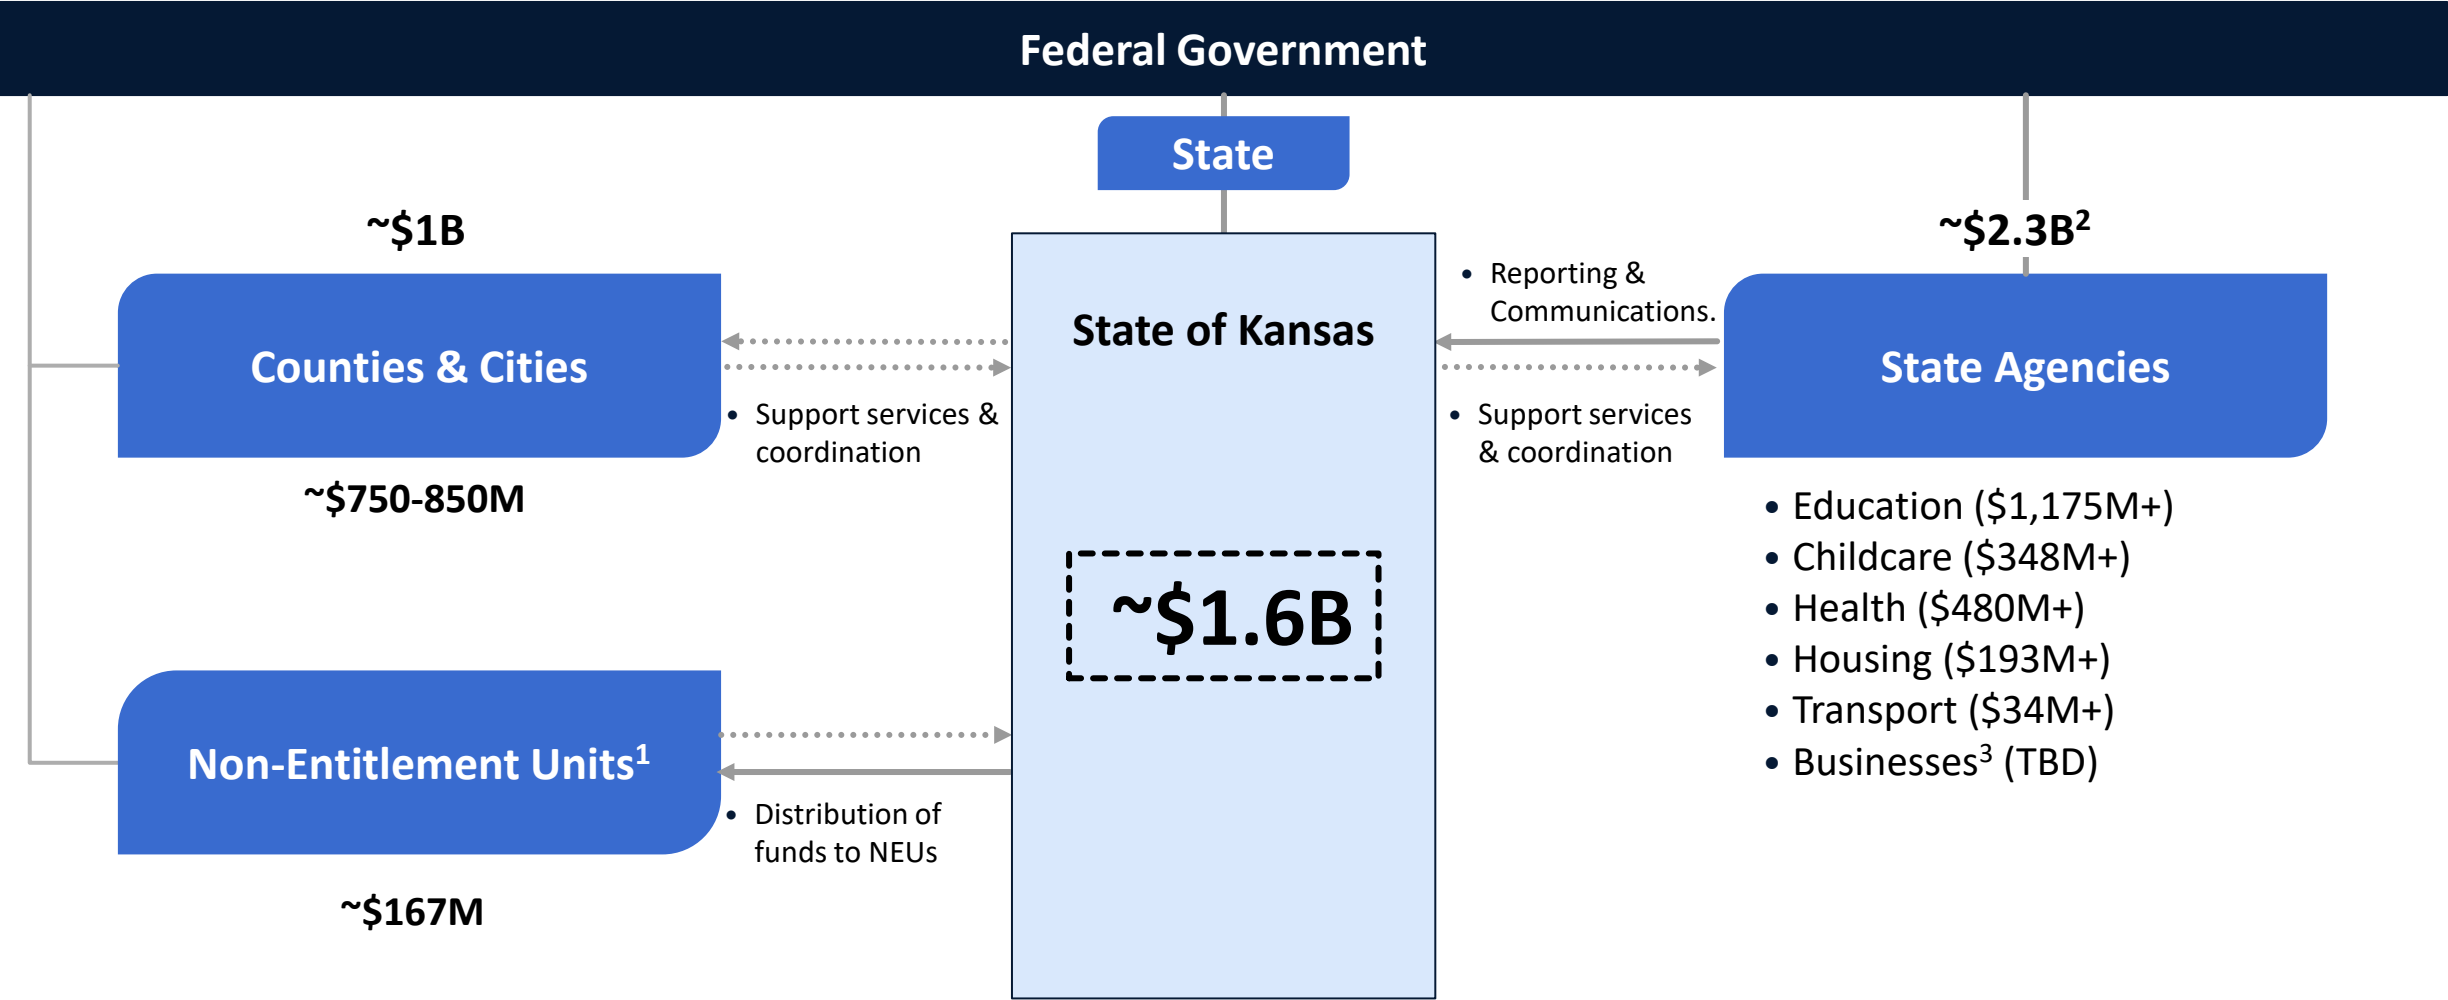 Federal Government
State
~$1B
Counties & Cities
~$750-850M
• Support services &
coordination
Non-Entitlement Units¹
~$167M
• Distribution of
funds to NEUs
State of Kansas
~$1.6B
• Reporting &
Communications.
• Support services
& coordination
~$2.3B²
State Agencies
• Education ($1,175M+)
• Childcare ($348M+)
• Health ($480M+)
• Housing ($193M+)
• Transport ($34M+)
• Businesses³ (TBD)